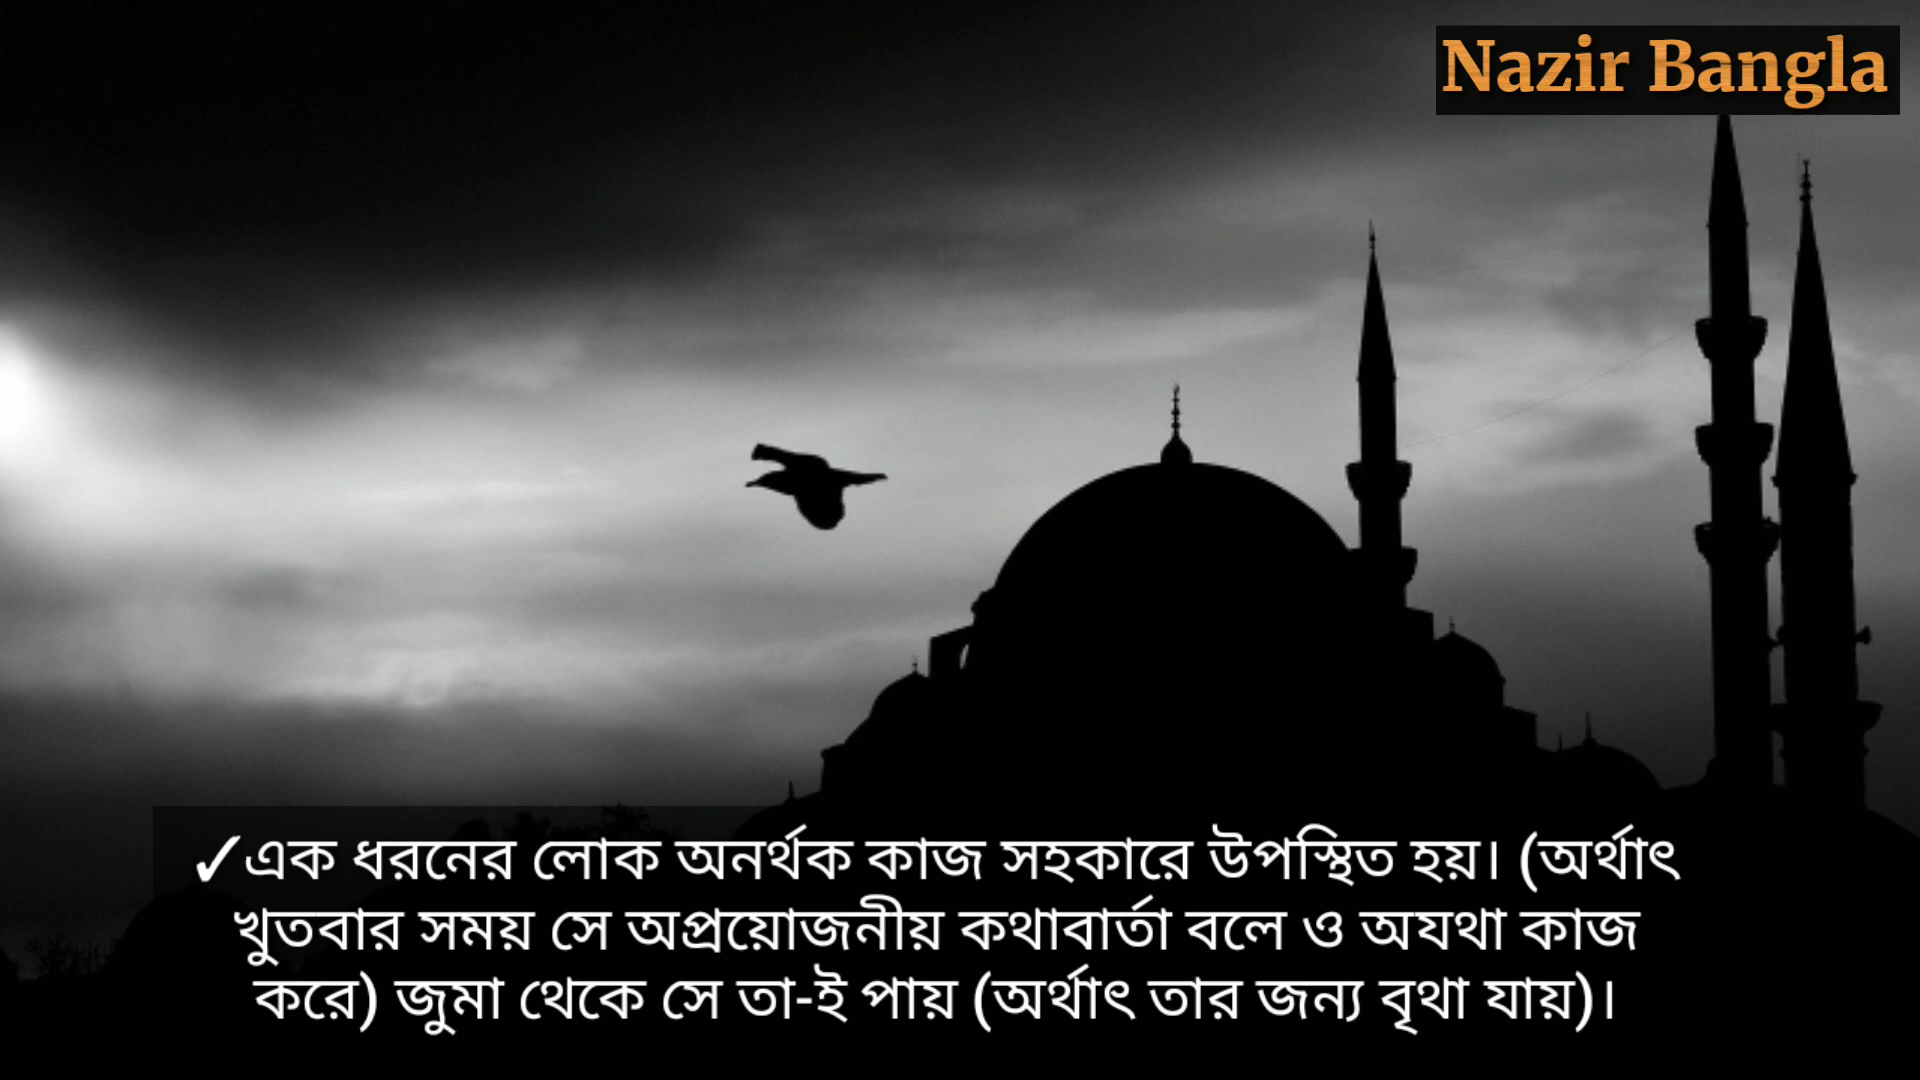 Nazir Bangla
✓এক ধরনের লোক অনর্থক কাজ সহকারে উপস্থিত হয়। (অর্থাৎ
খুতবার সময় সে অপ্রয়োজনীয় কথাবার্তা বলে ও অযথা কাজ
করে) জুমা থেকে সে তা-ই পায় (অর্থাৎ তার জন্য বৃথা যায়)।